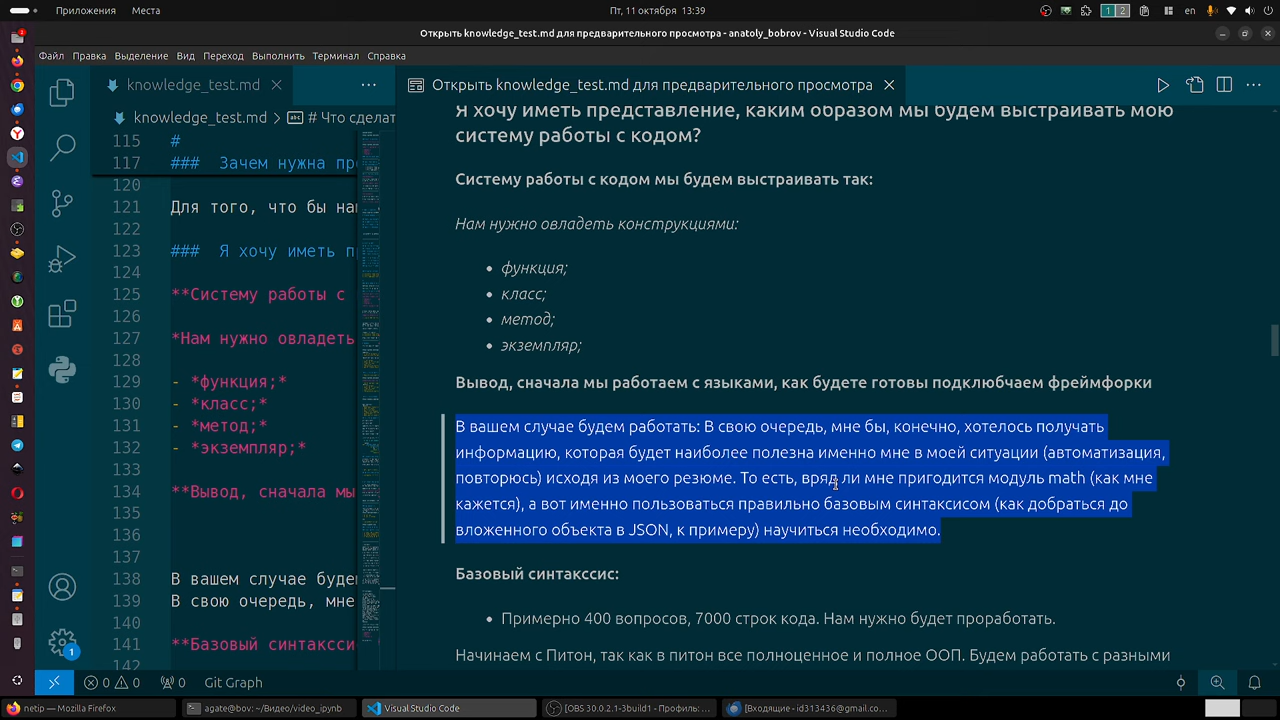 Приложения Места Пт, 11 октября 13:39 1 2 en
Открыть knowledge_test.md для предварительного просмотра - anatoly_bobrov - Visual Studio Code
Файл Правка Выделение Вид Переход Выполнить Терминал Справка
knowledge_test.md
Открыть knowledge_test.md для предварительного просмотра
knowledge_test.md > abc # Что сделат
115 #
117 ### Зачем нужна пр
120
121 Для того, что бы на
122
123 ### Я хочу иметь п
124
125 **Систему работы с
126
127 *Нам нужно овладеть
128
129 - *функция;*
130 - *класс;*
131 - *метод;*
132 - *экземпляр;*
133
134 **Вывод, сначала мы
135
136
137
138 В вашем случае буде
139 В свою очередь, мне
140
141 **Базовый синтаксси
142
Я хочу иметь представление, каким образом мы будем выстраивать мою
систему работы с кодом?
Систему работы с кодом мы будем выстраивать так:
Нам нужно овладеть конструкциями:
• функция;
• класс;
• метод;
• экземпляр;
Вывод, сначала мы работаем с языками, как будете готовы подклюбчаем фреймфорки
В вашем случае будем работать: В свою очередь, мне бы, конечно, хотелось получать
информацию, которая будет наиболее полезна именно мне в моей ситуации (автоматизация,
повторюсь) исходя из моего резюме. То есть, вряд ли мне пригодится модуль math (как мне
кажется), а вот именно пользоваться правильно базовым синтаксисом (как добраться до
вложенного объекта в JSON, к примеру) научиться необходимо.
Базовый синтакссис:
• Примерно 400 вопросов, 7000 строк кода. Нам нужно будет проработать.
Начинаем с Питон, так как в питон все полноценное и полное ООП. Будем работать с разными
1
0 0 0 Git Graph
netip — Mozilla Firefox
agate@bov: ~/Видео/video_ipynb
Visual Studio Code
[OBS 30.0.2.1-3build1 - Профиль: ...
[Входящие - id313436@gmail.co...